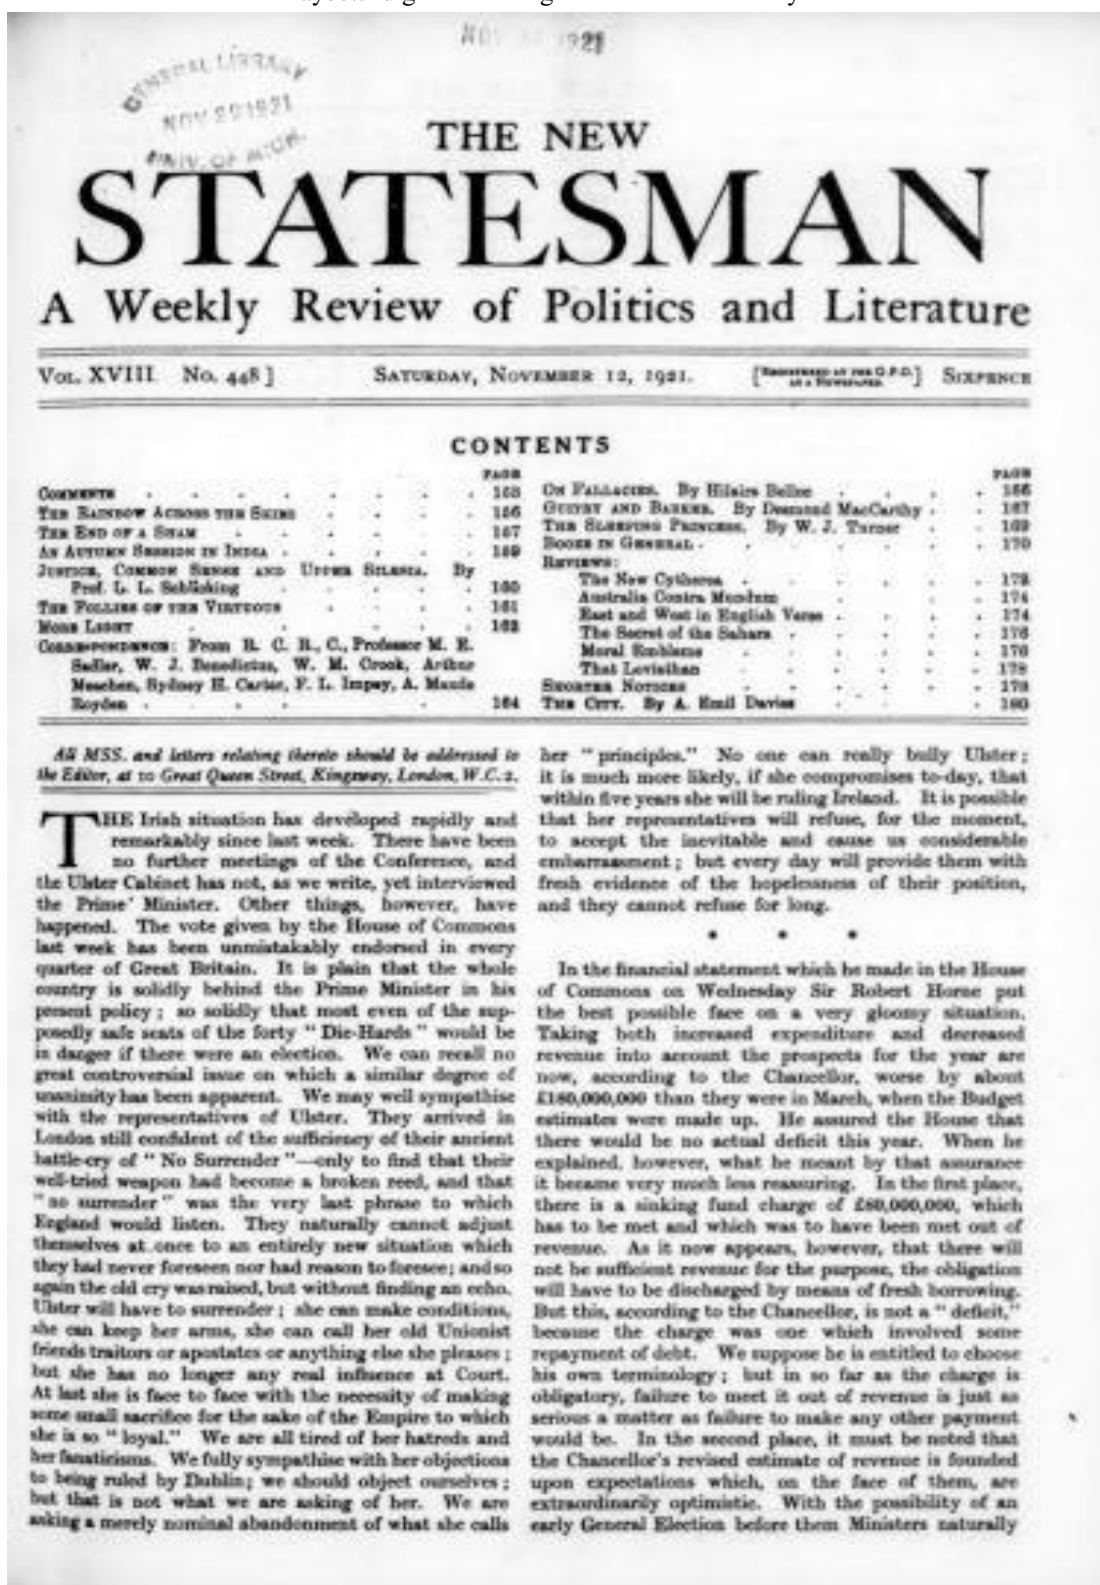 1921
GENERAL LIBRARY
NOV 29 1921
UNIV. OF MICH.
THE NEW
STATESMAN
A Weekly Review of Politics and Literature
VOL. XVIII No. 448 ]
SATURDAY, NOVEMBER 12, 1921.
[ REGISTERED AT THE G.P.O. AS A NEWSPAPER. ] SIXPENCE
CONTENTS
PAGE
COMMENTS . . . . . . . .
THE RAINBOW ACROSS THE SKIES . . . . 156
THE END OF A SHAM . . . . . . 157
AN AUTUMN SESSION IN INDIA . . . . . 159
JUSTICE, COMMON SENSE AND UPPER SILESIA. By
Prof. L. L. Schücking . . . . . 160
THE FOLLIES OF THE VIRTUOUS . . . . 161
MORE LIGHT . . . . . . . 162
CORRESPONDENCE: From R. C. R., C., Professor M. E.
Sadler, W. J. Benedictus, W. M. Crook, Arthur
Machen, Sydney H. Carter, F. L. Impey, A. Maude
Royden . . . . . . . 164
PAGE
ON FALLACIES. By Hilaire Belloc . . . . 166
GUITRY AND BARKER. By Desmond MacCarthy . . 167
THE SLEEPING PRINCESS. By W. J. Turner . . 169
BOOKS IN GENERAL . . . . . . . 170
REVIEWS:
The New Cytherea . . . . . . 172
Australia Contra Mundum . . . . 174
East and West in English Verse . . . . 174
The Secret of the Sahara . . . . . 176
Moral Emblems . . . . . . 176
That Leviathan . . . . . . 178
SHORTER NOTICES . . . . . . 178
THE CITY. By A. Emil Davies . . . . 180
All MSS. and letters relating thereto should be addressed to
the Editor, at 10 Great Queen Street, Kingsway, London, W.C.2.
THE Irish situation has developed rapidly and
remarkably since last week. There have been
no further meetings of the Conference, and
the Ulster Cabinet has not, as we write, yet interviewed
the Prime Minister. Other things, however, have
happened. The vote given by the House of Commons
last week has been unmistakably endorsed in every
quarter of Great Britain. It is plain that the whole
country is solidly behind the Prime Minister in his
present policy; so solidly that most even of the sup-
posedly safe seats of the forty " Die-Hards " would be
in danger if there were an election. We can recall no
great controversial issue on which a similar degree of
unanimity has been apparent. We may well sympathise
with the representatives of Ulster. They arrived in
London still confident of the sufficiency of their ancient
battle-cry of " No Surrender "—only to find that their
well-tried weapon had become a broken reed, and that
" no surrender " was the very last phrase to which
England would listen. They naturally cannot adjust
themselves at once to an entirely new situation which
they had never foreseen nor had reason to foresee; and so
again the old cry was raised, but without finding an echo.
Ulster will have to surrender; she can make conditions,
she can keep her arms, she can call her old Unionist
friends traitors or apostates or anything else she pleases;
but she has no longer any real influence at Court.
At last she is face to face with the necessity of making
some small sacrifice for the sake of the Empire to which
she is so " loyal." We are all tired of her hatreds and
her fanaticisms. We fully sympathise with her objections
to being ruled by Dublin; we should object ourselves;
but that is not what we are asking of her. We are
asking a merely nominal abandonment of what she calls
her " principles." No one can really bully Ulster;
it is much more likely, if she compromises to-day, that
within five years she will be ruling Ireland. It is possible
that her representatives will refuse, for the moment,
to accept the inevitable and cause us considerable
embarrassment; but every day will provide them with
fresh evidence of the hopelessness of their position,
and they cannot refuse for long.
* * *
In the financial statement which he made in the House
of Commons on Wednesday Sir Robert Horne put
the best possible face on a very gloomy situation.
Taking both increased expenditure and decreased
revenue into account the prospects for the year are
now, according to the Chancellor, worse by about
£180,000,000 than they were in March, when the Budget
estimates were made up. He assured the House that
there would be no actual deficit this year. When he
explained, however, what he meant by that assurance
it became very much less reassuring. In the first place,
there is a sinking fund charge of £80,000,000, which
has to be met and which was to have been met out of
revenue. As it now appears, however, that there will
not be sufficient revenue for the purpose, the obligation
will have to be discharged by means of fresh borrowing.
But this, according to the Chancellor, is not a " deficit,"
because the charge was one which involved some
repayment of debt. We suppose he is entitled to choose
his own terminology; but in so far as the charge is
obligatory, failure to meet it out of revenue is just as
serious a matter as failure to make any other payment
would be. In the second place, it must be noted that
the Chancellor's revised estimate of revenue is founded
upon expectations which, on the face of them, are
extraordinarily optimistic. With the possibility of an
early General Election before them Ministers naturally